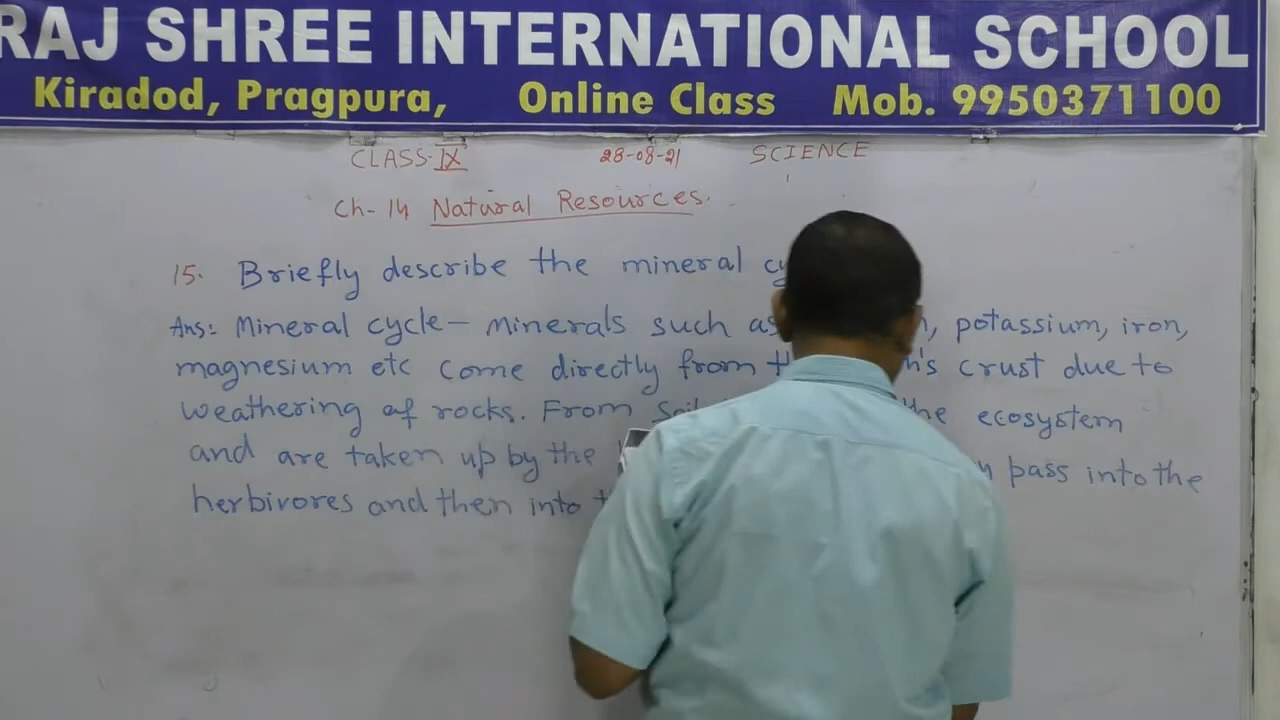 RAJ SHREE INTERNATIONAL SCHOOL
Kiradod, Pragpura, Online Class Mob. 9950371100
CLASS-IX 28-08-21 SCIENCE
Ch- 14 Natural Resources.
15. Briefly describe the mineral
Ans: Mineral cycle- minerals such as potassium, iron,
magnesium etc come directly from crust due to
weathering of rocks. From Soil the ecosystem
and are taken up by the pass into the
herbivores and then into